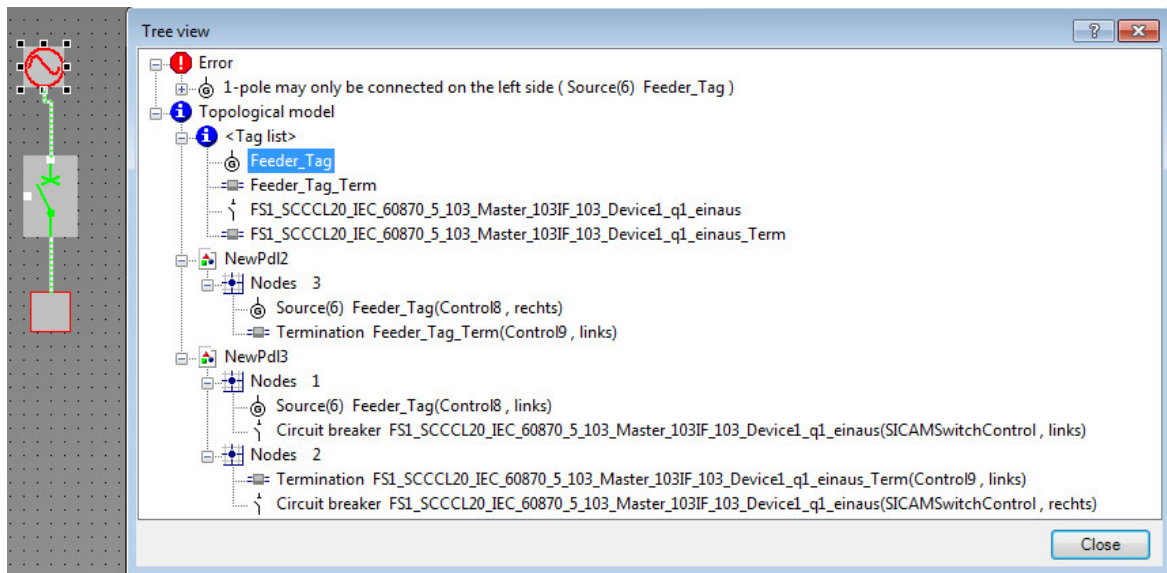 Tree view
Error
1-pole may only be connected on the left side ( Source(6) Feeder_Tag )
Topological model
<Tag list>
Feeder_Tag
Feeder_Tag_Term
FS1_SCCCL20_IEC_60870_5_103_Master_103IF_103_Device1_q1_einaus
FS1_SCCCL20_IEC_60870_5_103_Master_103IF_103_Device1_q1_einaus_Term
NewPdl2
Nodes 3
Source(6) Feeder_Tag(Control8 , rechts)
Termination Feeder_Tag_Term(Control9 , links)
NewPdl3
Nodes 1
Source(6) Feeder_Tag(Control8 , links)
Circuit breaker FS1_SCCCL20_IEC_60870_5_103_Master_103IF_103_Device1_q1_einaus(SICAMSwitchControl , links)
Nodes 2
Termination FS1_SCCCL20_IEC_60870_5_103_Master_103IF_103_Device1_q1_einaus_Term(Control9 , links)
Circuit breaker FS1_SCCCL20_IEC_60870_5_103_Master_103IF_103_Device1_q1_einaus(SICAMSwitchControl , rechts)
Close